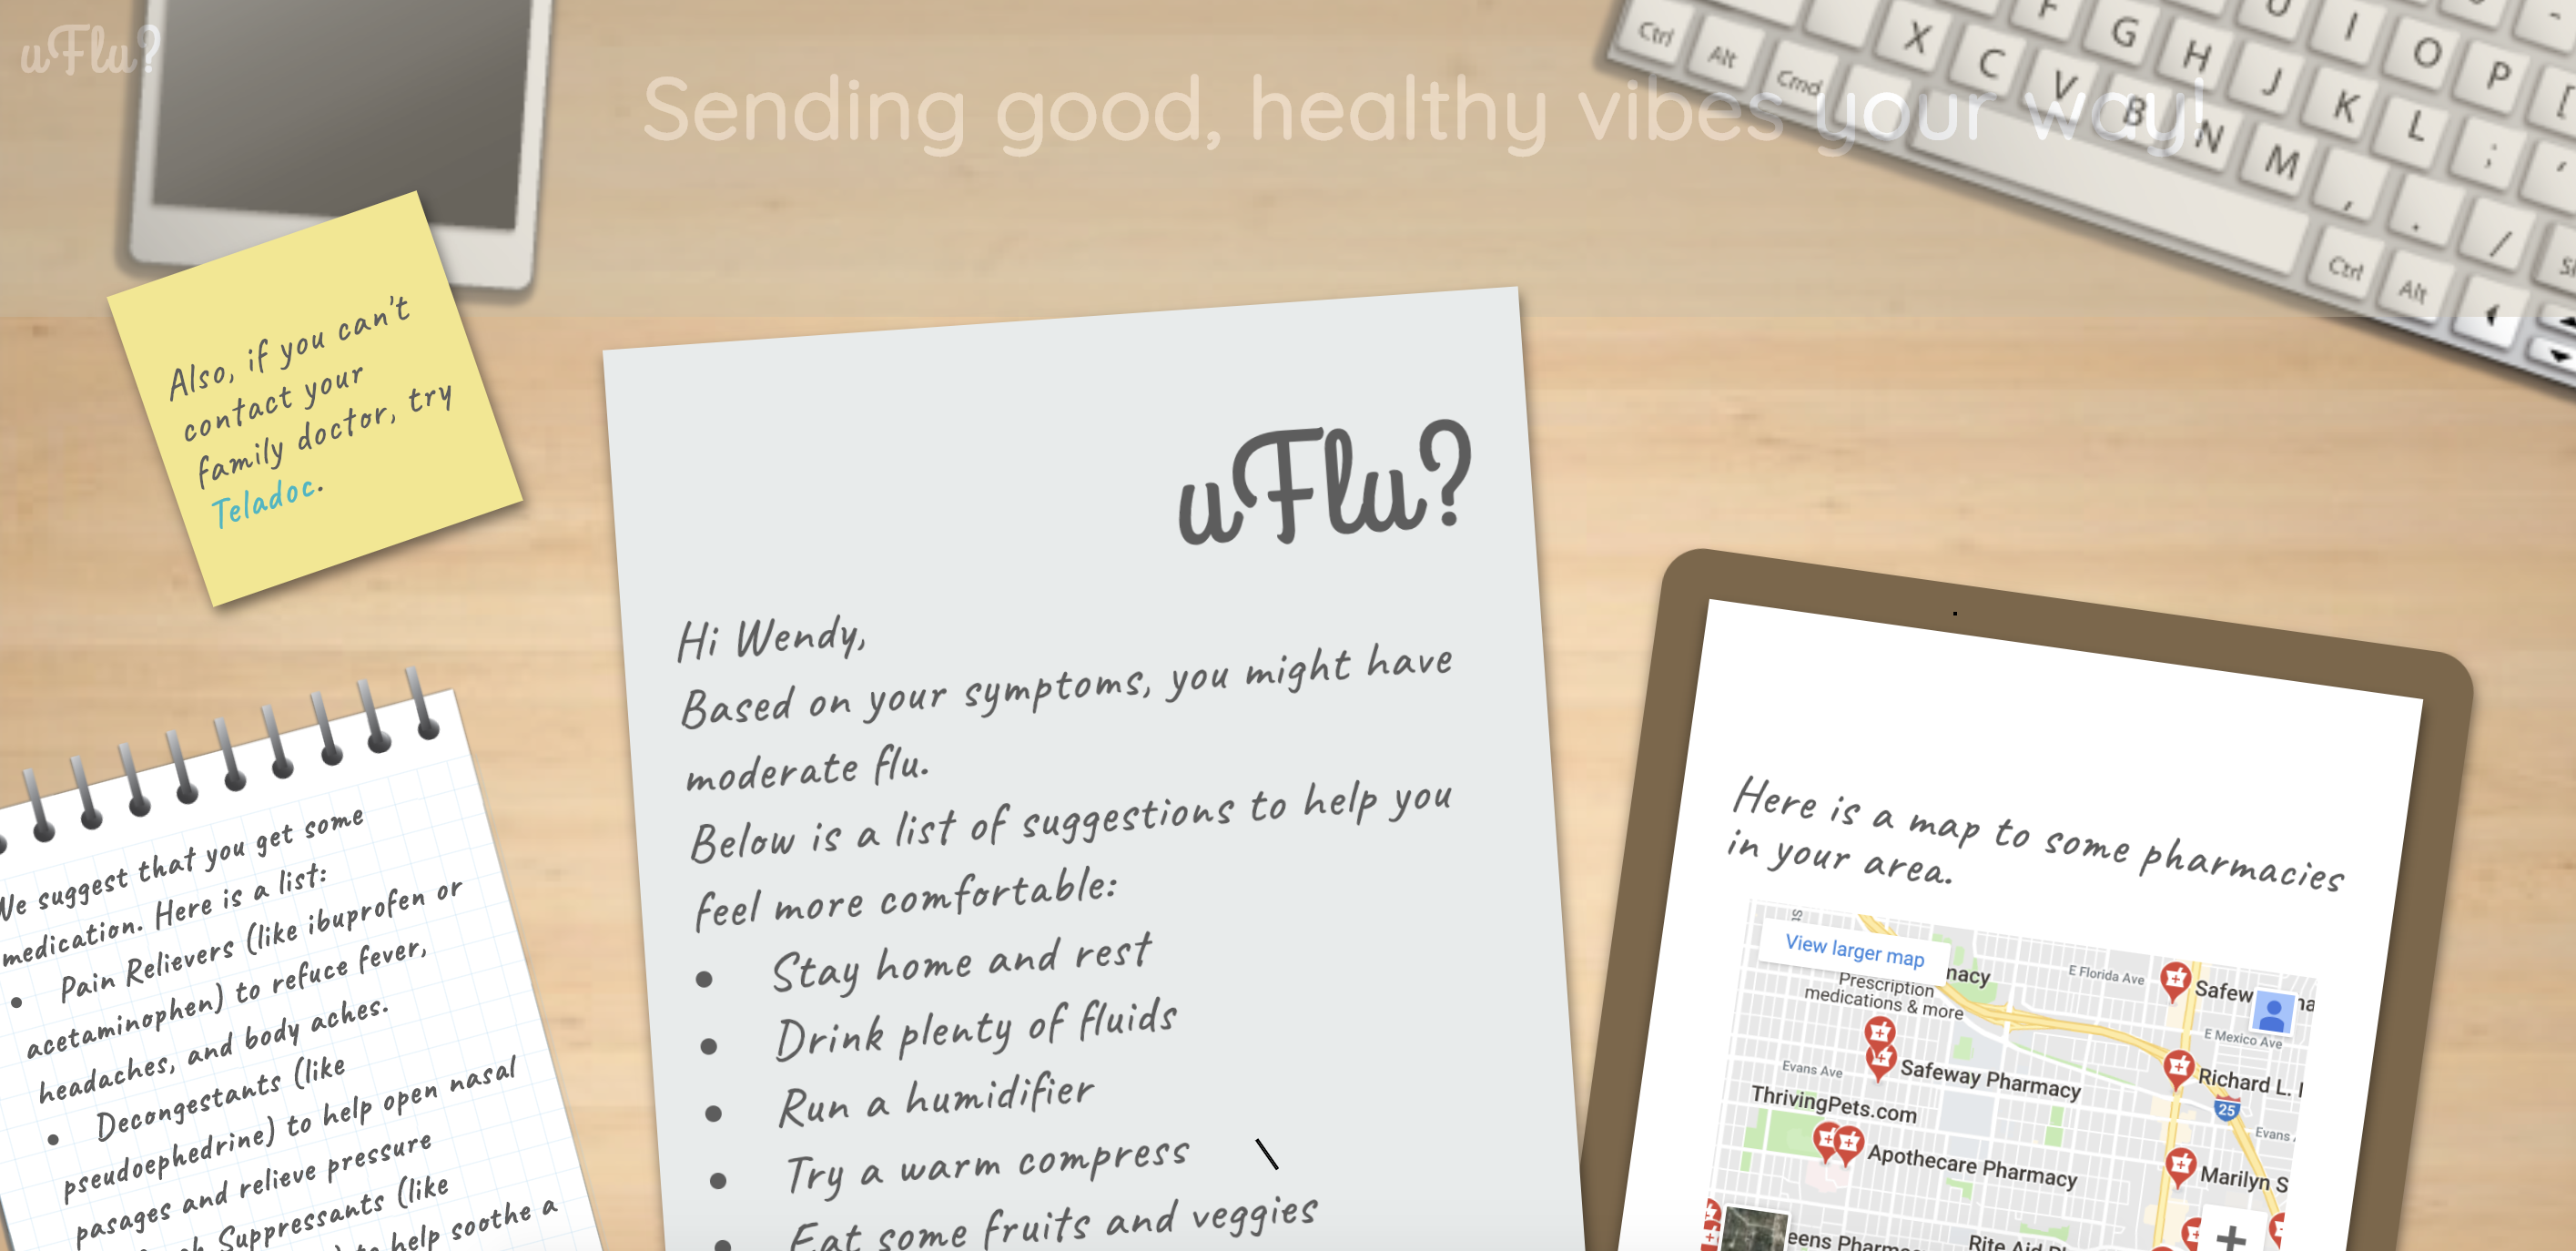 uFlu?
Sending good, healthy vibes your way!
Ctrl
Alt
Cmd
X
C
V
B
N
M
,
.
/
F
G
H
J
K
L
;
U
I
O
P
[
Ctrl
Alt
Also, if you can't
contact your
family doctor, try
Teladoc.
uFlu?
Hi Wendy,
Based on your symptoms, you might have
moderate flu.
Below is a list of suggestions to help you
feel more comfortable:
• Stay home and rest
• Drink plenty of fluids
• Run a humidifier
• Try a warm compress
• Eat some fruits and veggies
We suggest that you get some
medication. Here is a list:
• Pain Relievers (like ibuprofen or
acetaminophen) to refuce fever,
headaches, and body aches.
• Decongestants (like
pseudoephedrine) to help open nasal
pasages and relieve pressure
Suppressants (like
to help soothe a
Here is a map to some pharmacies
in your area.
View larger map
Prescription
medications & more
E Florida Ave
E Mexico Ave
Evans Ave
Safeway Pharmacy
Richard L.
25
ThrivingPets.com
Evans
Apothecare Pharmacy
Marilyn S
Rite Aid
+